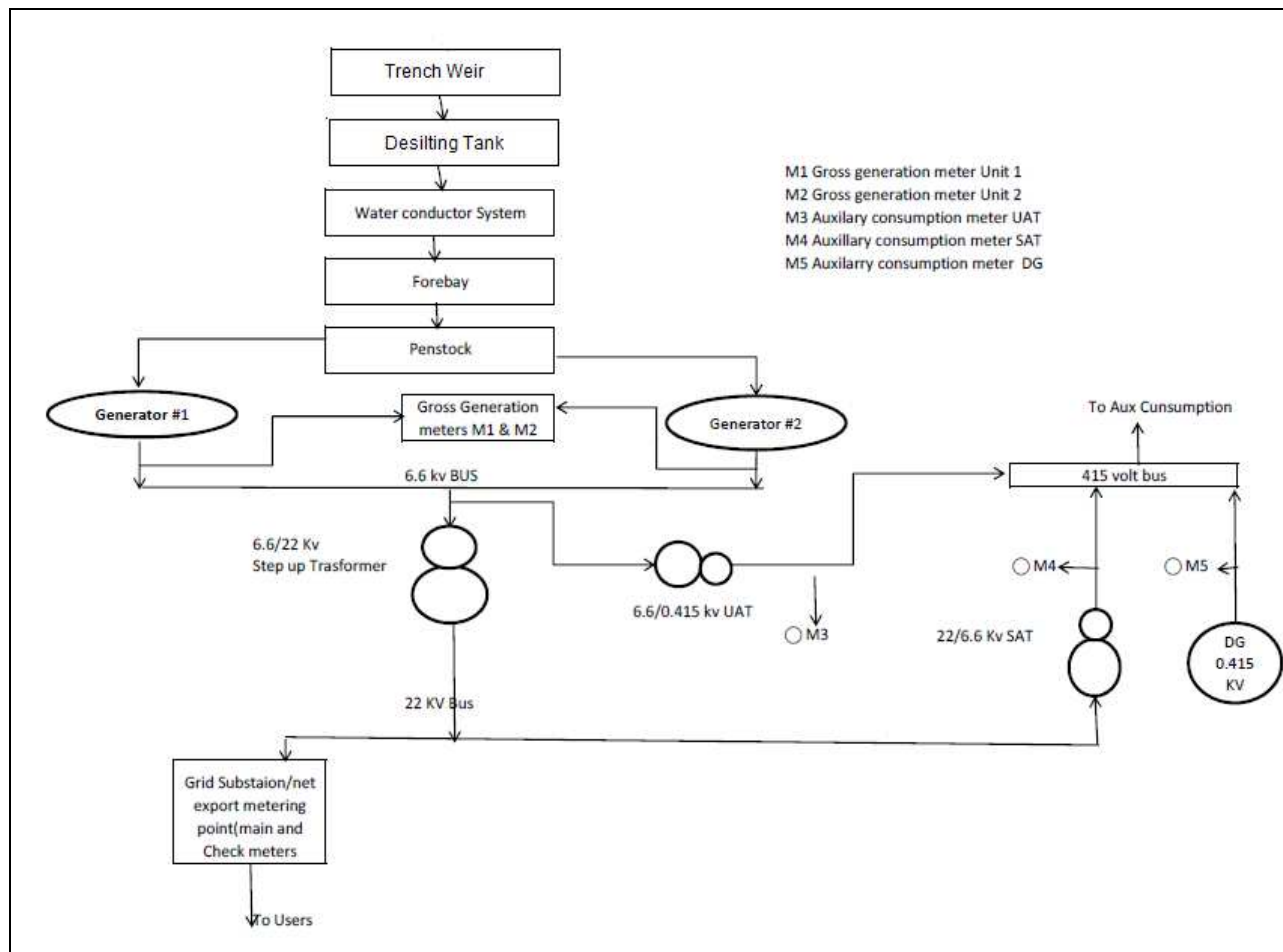 Trench Weir
Desilting Tank
Water conductor System
Forebay
Penstock
M1 Gross generation meter Unit 1
M2 Gross generation meter Unit 2
M3 Auxilary consumption meter UAT
M4 Auxillary consumption meter SAT
M5 Auxilarry consumption meter DG
Generator #1
Gross Generation
meters M1 & M2
Generator #2
To Aux Cunsumption
6.6 kv BUS
415 volt bus
6.6/22 Kv
Step up Trasformer
6.6/0.415 kv UAT
M3
M4
M5
22/6.6 Kv SAT
DG
0.415
KV
22 KV Bus
Grid Substaion/net
export metering
point(main and
Check meters
To Users